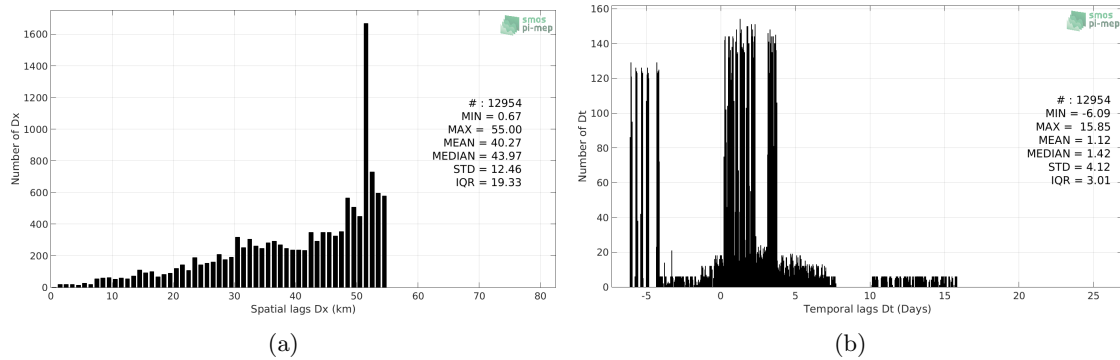 smos
pi-mep
1600
1400
1200
1000
800
600
400
200
0
Number of Dx
# : 12954
MIN = 0.67
MAX = 55.00
MEAN = 40.27
MEDIAN = 43.97
STD = 12.46
IQR = 19.33
0 10 20 30 40 50 60 70 80
Spatial lags Dx (km)
(a)
smos
pi-mep
160
140
120
100
80
60
40
20
0
Number of Dt
# : 12954
MIN = -6.09
MAX = 15.85
MEAN = 1.12
MEDIAN = 1.42
STD = 4.12
IQR = 3.01
-5 0 5 10 15 20 25
Temporal lags Dt (Days)
(b)